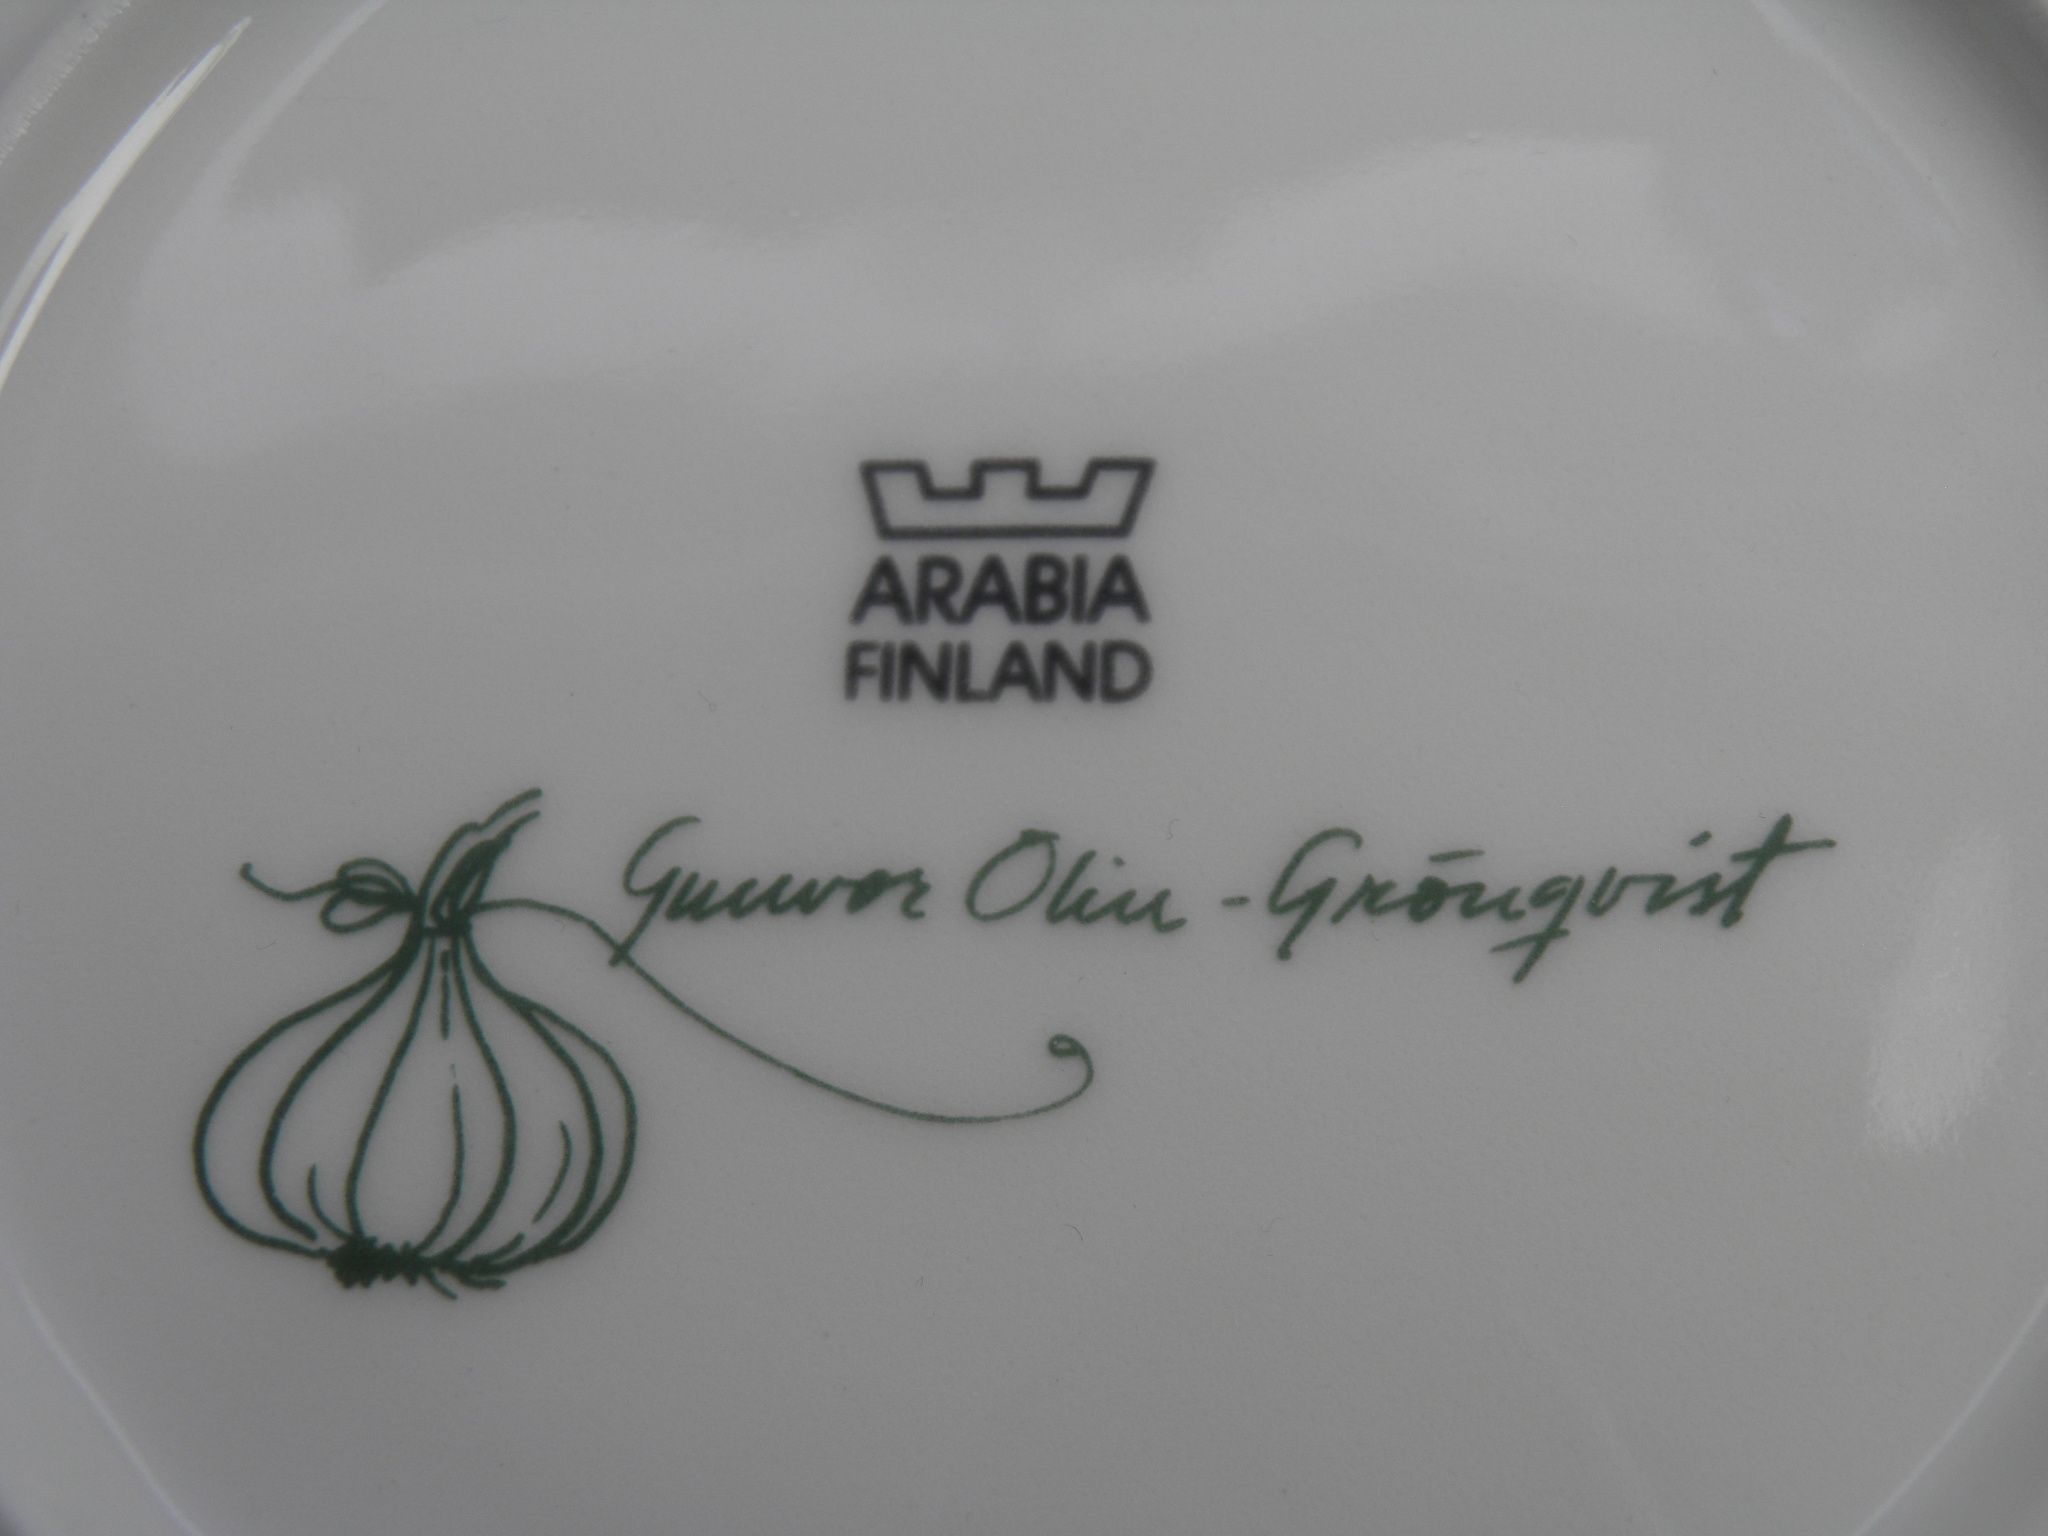 ARABIA
FINLAND
Gunvor Olin-Grönqvist